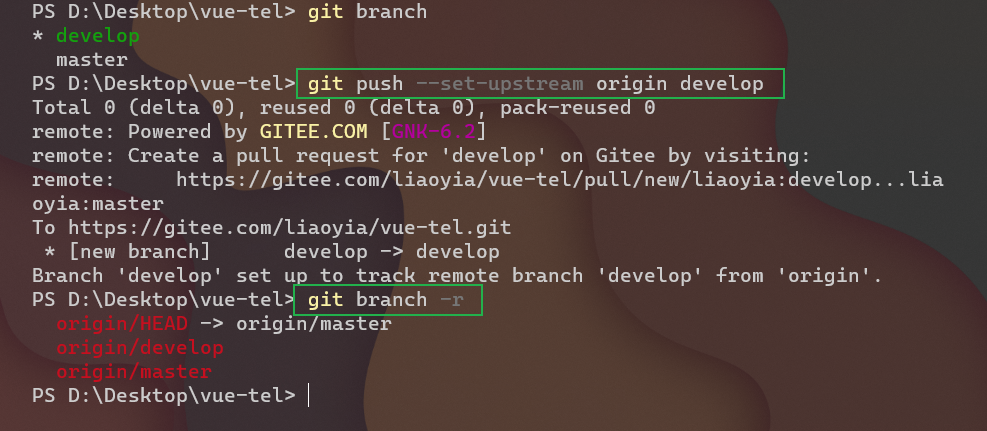 PS D:\Desktop\vue-tel> git branch
* develop
  master
PS D:\Desktop\vue-tel> git push --set-upstream origin develop
Total 0 (delta 0), reused 0 (delta 0), pack-reused 0
remote: Powered by GITEE.COM [GNK-6.2]
remote: Create a pull request for 'develop' on Gitee by visiting:
remote:     https://gitee.com/liaoyia/vue-tel/pull/new/liaoyia:develop...lia
oyia:master
To https://gitee.com/liaoyia/vue-tel.git
 * [new branch]      develop -> develop
Branch 'develop' set up to track remote branch 'develop' from 'origin'.
PS D:\Desktop\vue-tel> git branch -r
  origin/HEAD -> origin/master
  origin/develop
  origin/master
PS D:\Desktop\vue-tel>